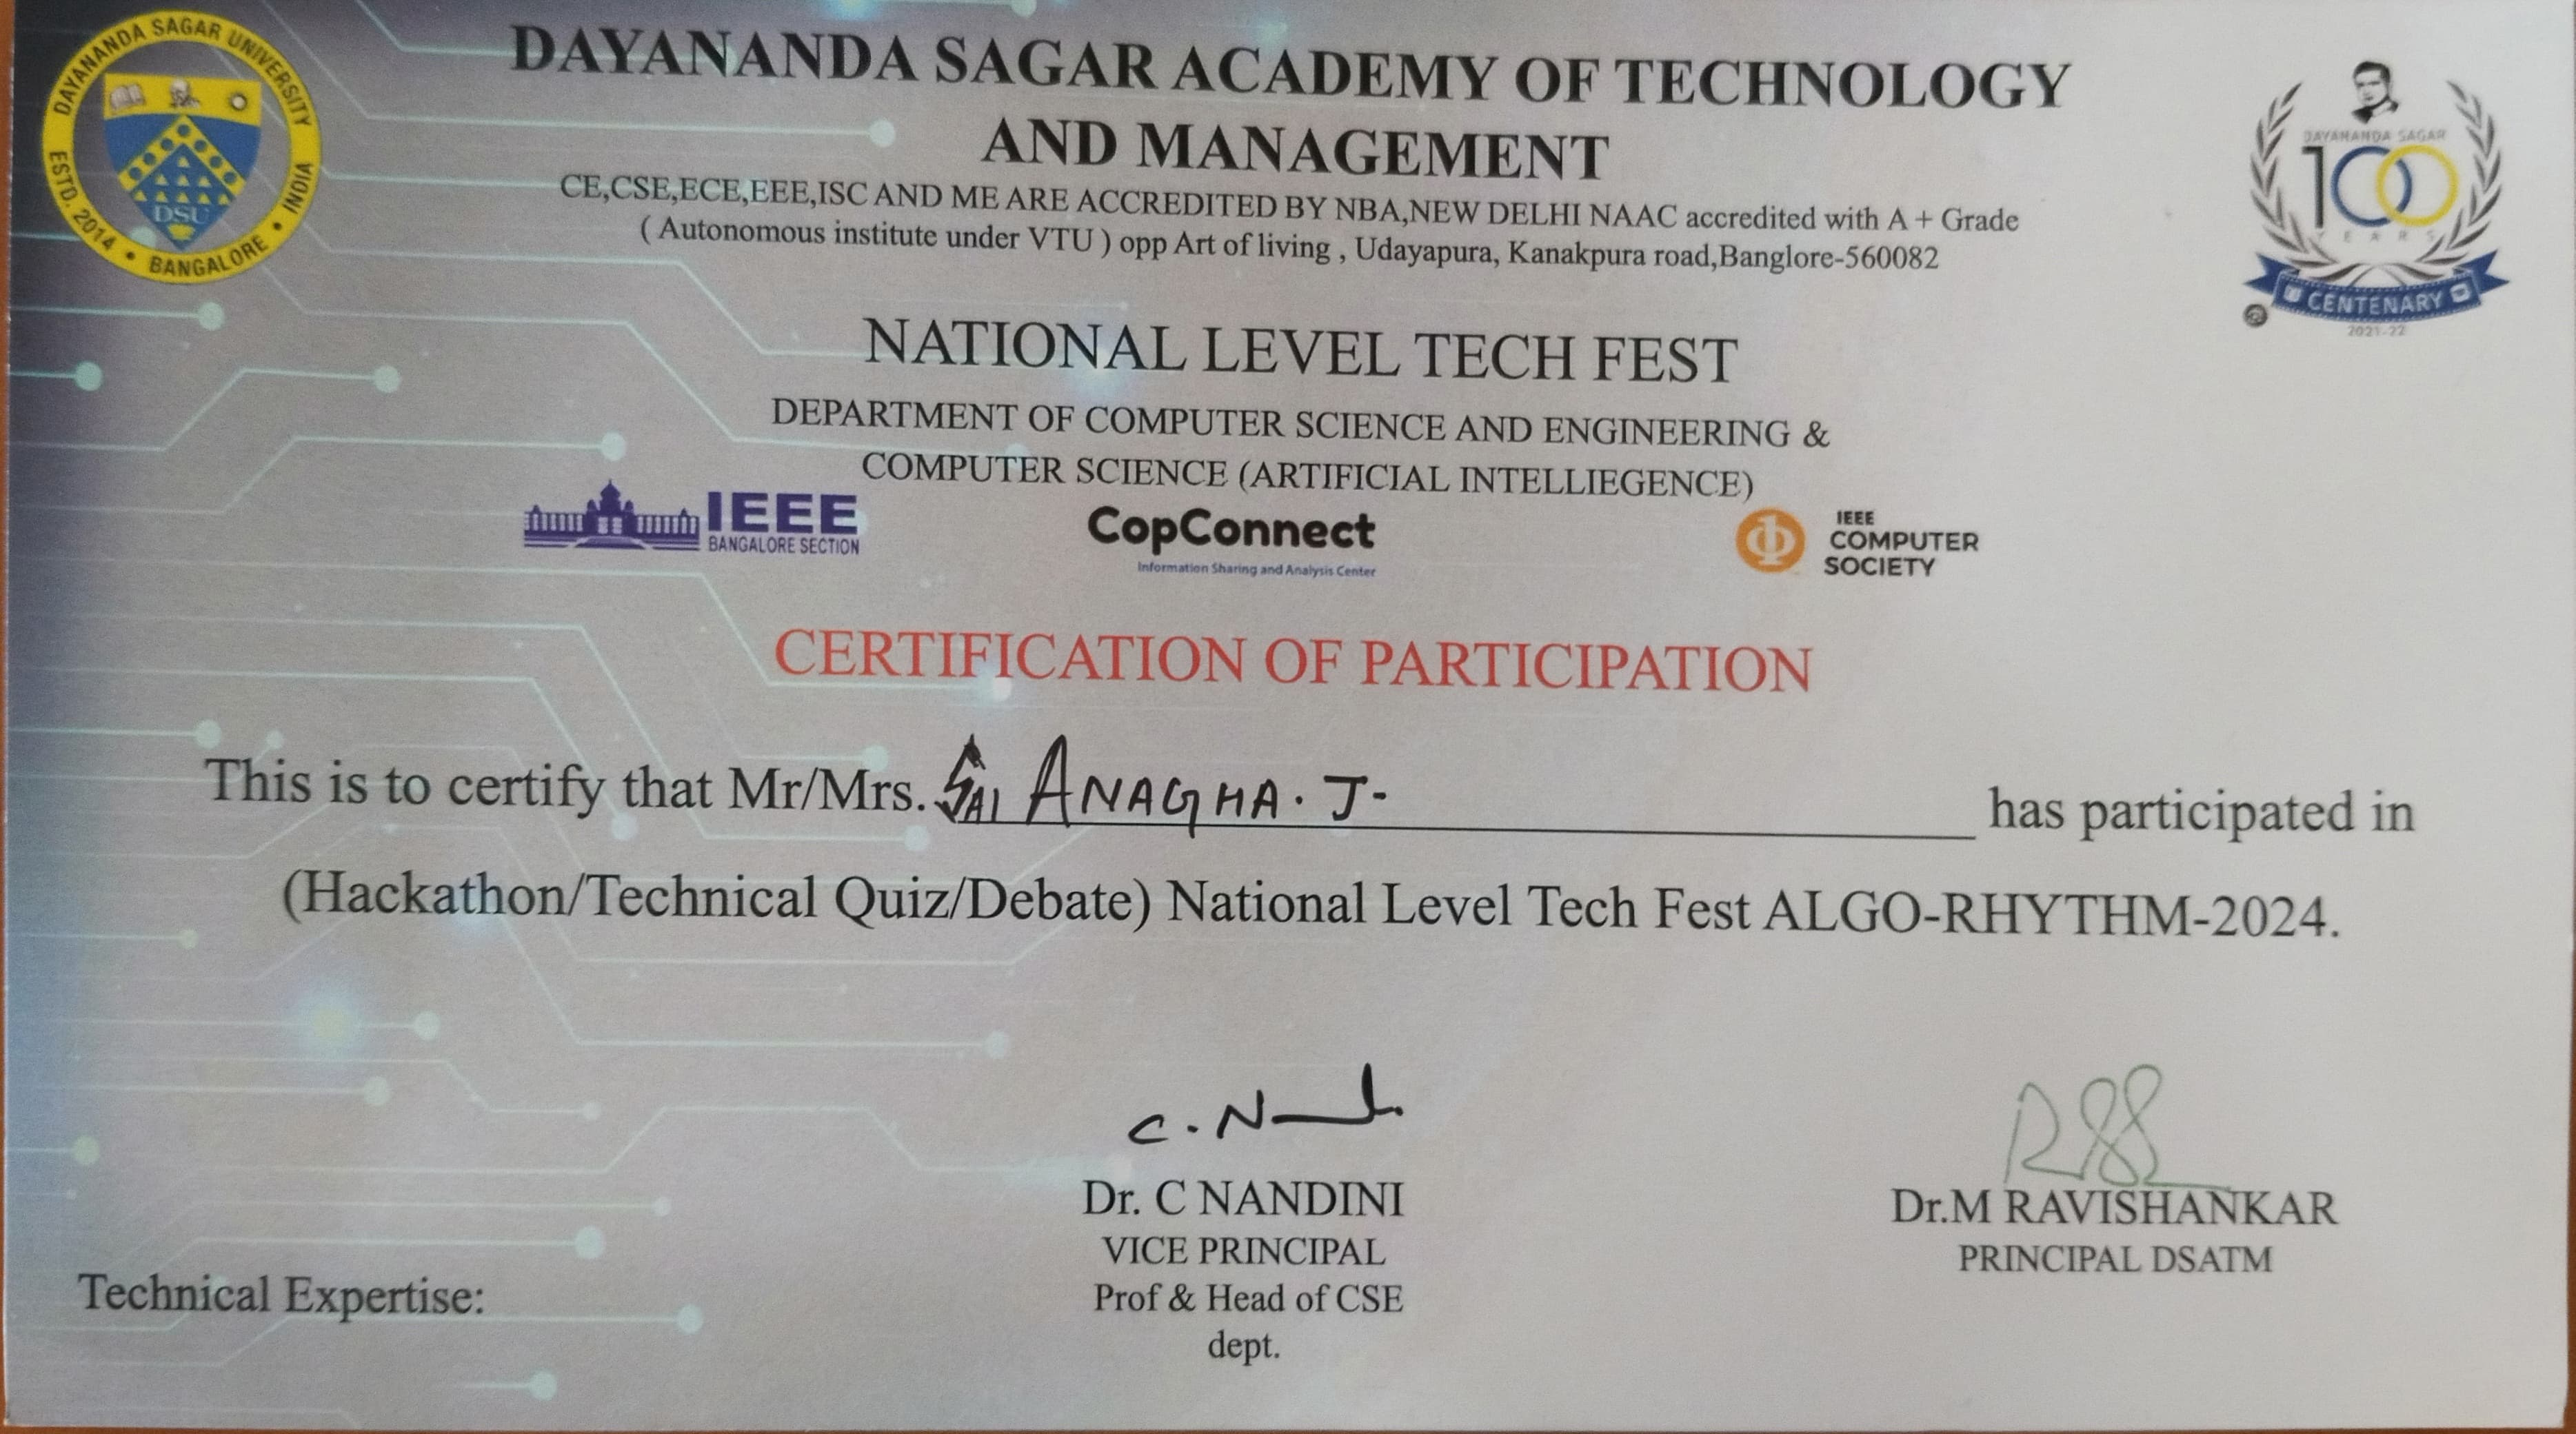 DAYANANDA SAGAR UNIVERSITY
ESTD. 2014 • BANGALORE • INDIA
DSU
DAYANANDA SAGAR ACADEMY OF TECHNOLOGY
AND MANAGEMENT
CE,CSE,ECE,EEE,ISC AND ME ARE ACCREDITED BY NBA,NEW DELHI NAAC accredited with A + Grade
( Autonomous institute under VTU ) opp Art of living , Udayapura, Kanakpura road,Banglore-560082
DAYANANDA SAGAR
100
YEARS
CENTENARY
2021-22
NATIONAL LEVEL TECH FEST
DEPARTMENT OF COMPUTER SCIENCE AND ENGINEERING &
COMPUTER SCIENCE (ARTIFICIAL INTELLIEGENCE)
IEEE
BANGALORE SECTION
CopConnect
Information Sharing and Analysis Center
IEEE
COMPUTER
SOCIETY
CERTIFICATION OF PARTICIPATION
This is to certify that Mr/Mrs. SAI ANAGHA. J- has participated in
(Hackathon/Technical Quiz/Debate) National Level Tech Fest ALGO-RHYTHM-2024.
Dr. C NANDINI
VICE PRINCIPAL
Prof & Head of CSE
dept.
Dr.M RAVISHANKAR
PRINCIPAL DSATM
Technical Expertise: